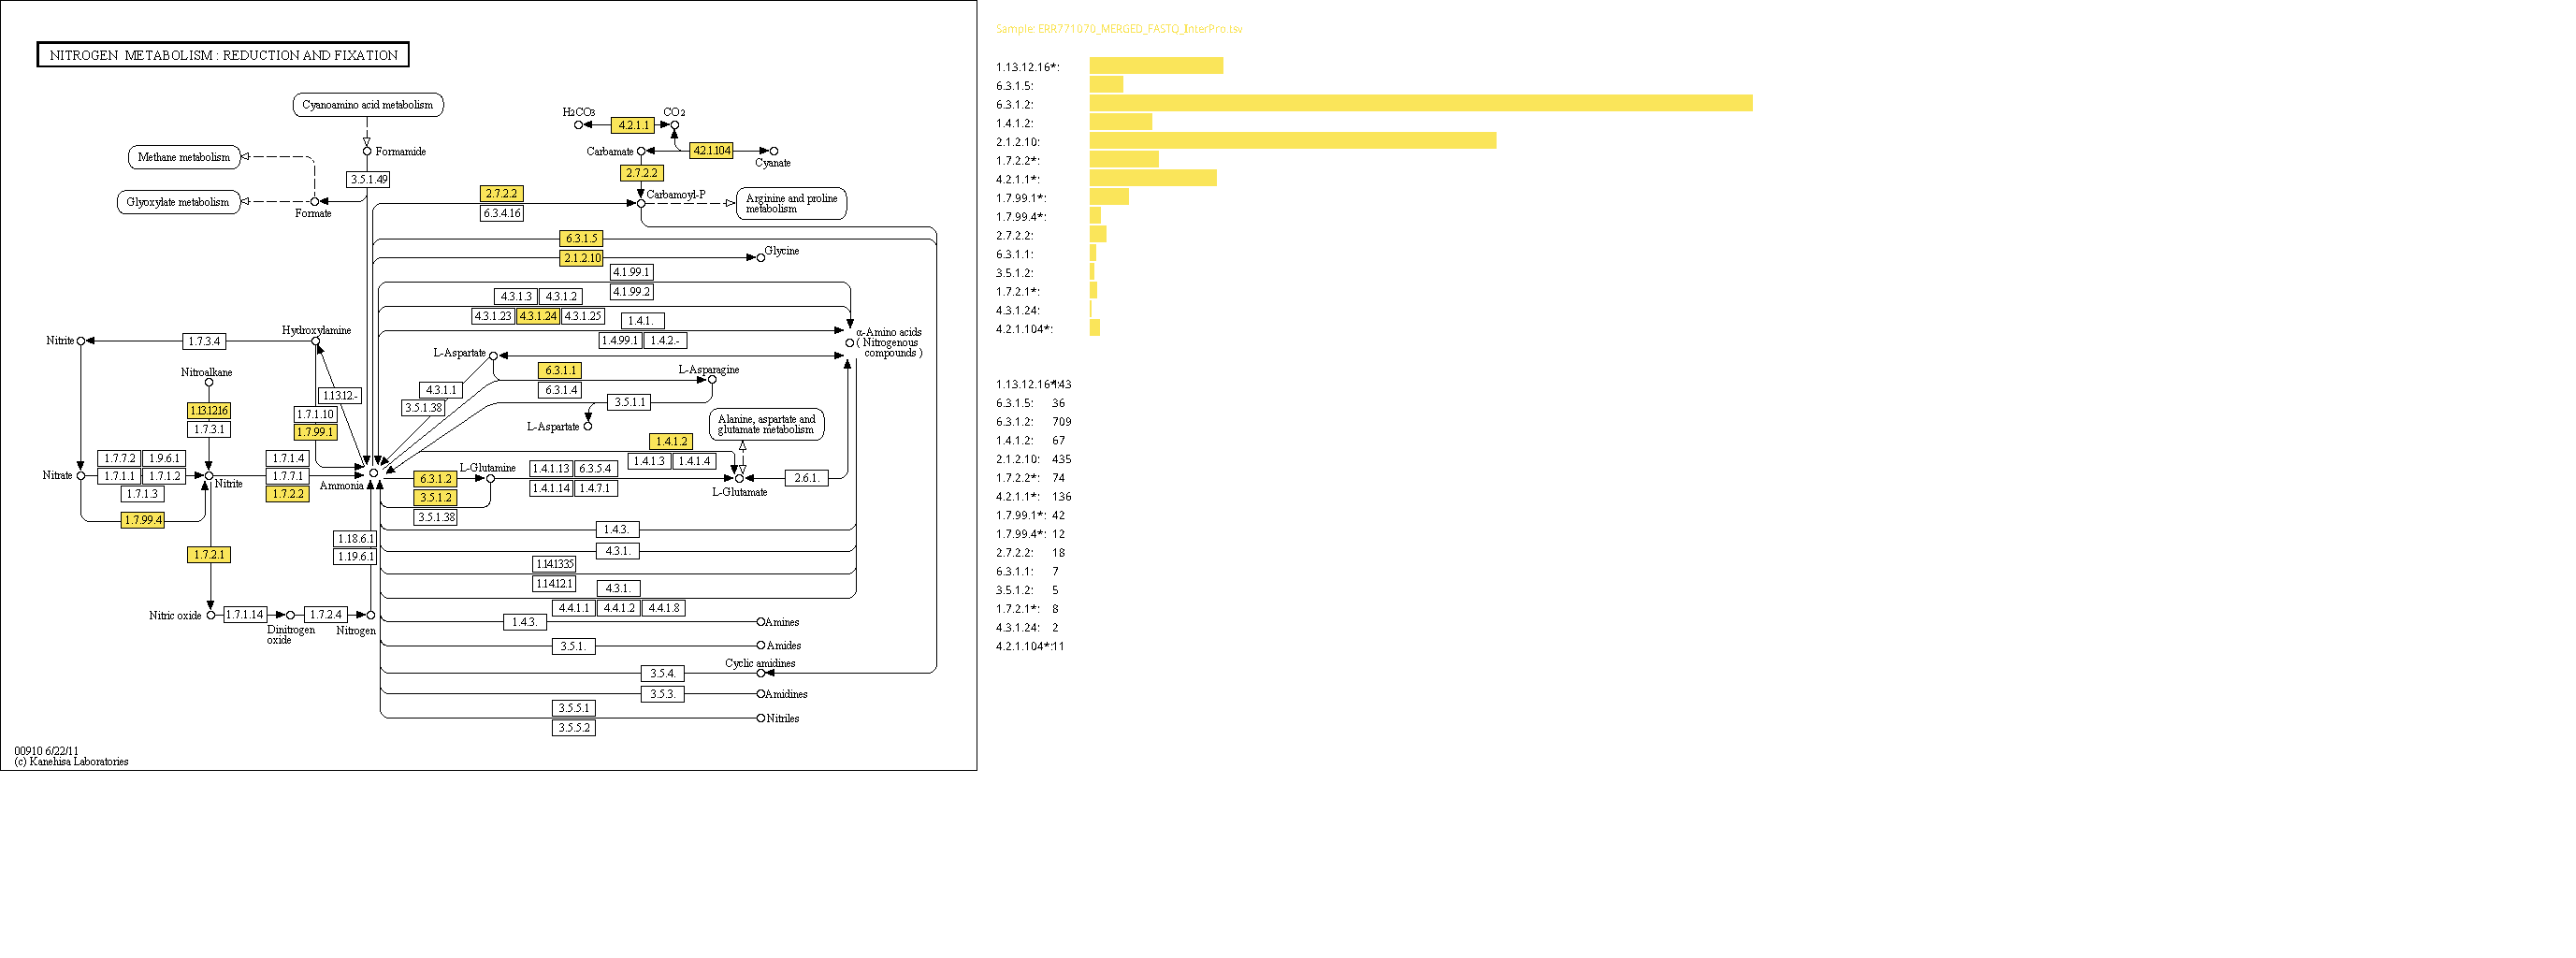 NITROGEN METABOLISM : REDUCTION AND FIXATION
Cyanoamino acid metabolism
H2CO3
CO2
4.2.1.1
Methane metabolism
Formamide
Carbamate
4.2.1.104
Cyanate
3.5.1.49
2.7.2.2
Glyoxylate metabolism
Formate
2.7.2.2
6.3.4.16
Carbamoyl-P
Arginine and proline
metabolism
6.3.1.5
2.1.2.10
Glycine
4.1.99.1
4.1.99.2
4.3.1.3
4.3.1.2
4.3.1.23
4.3.1.24
4.3.1.25
1.4.1.
1.4.99.1
1.4.2.-
α-Amino acids
( Nitrogenous
compounds )
Nitrite
1.7.3.4
Hydroxylamine
L-Aspartate
Nitroalkane
6.3.1.1
6.3.1.4
L-Asparagine
1.13.12.-
4.3.1.1
3.5.1.38
3.5.1.1
1.13.12.16
1.7.3.1
1.7.1.10
1.7.99.1
L-Aspartate
Alanine, aspartate and
glutamate metabolism
1.4.1.2
1.4.1.3
1.4.1.4
1.7.7.2
1.9.6.1
1.7.1.1
1.7.1.2
1.7.1.3
Nitrate
Nitrite
1.7.1.4
1.7.7.1
1.7.2.2
Ammonia
6.3.1.2
3.5.1.2
3.5.1.38
L-Glutamine
1.4.1.13
6.3.5.4
1.4.1.14
1.4.7.1
L-Glutamate
2.6.1.
1.7.99.4
1.7.2.1
1.18.6.1
1.19.6.1
1.4.3.
4.3.1.
1.14.13.35
1.14.12.1
4.3.1.
4.4.1.1
4.4.1.2
4.4.1.8
Nitric oxide
1.7.1.14
Dinitrogen
oxide
1.7.2.4
Nitrogen
1.4.3.
Amines
3.5.1.
Amides
Cyclic amidines
3.5.4.
3.5.3.
Amidines
3.5.5.1
3.5.5.2
Nitriles
00910 6/22/11
(c) Kanehisa Laboratories
Sample: ERR771070_MERGED_FASTQ_InterPro.tsv
1.13.12.16*:
6.3.1.5:
6.3.1.2:
1.4.1.2:
2.1.2.10:
1.7.2.2*:
4.2.1.1*:
1.7.99.1*:
1.7.99.4*:
2.7.2.2:
6.3.1.1:
3.5.1.2:
1.7.2.1*:
4.3.1.24:
4.2.1.104*:
1.13.12.16*:143
6.3.1.5: 36
6.3.1.2: 709
1.4.1.2: 67
2.1.2.10: 435
1.7.2.2*: 74
4.2.1.1*: 136
1.7.99.1*: 42
1.7.99.4*: 12
2.7.2.2: 18
6.3.1.1: 7
3.5.1.2: 5
1.7.2.1*: 8
4.3.1.24: 2
4.2.1.104*:11